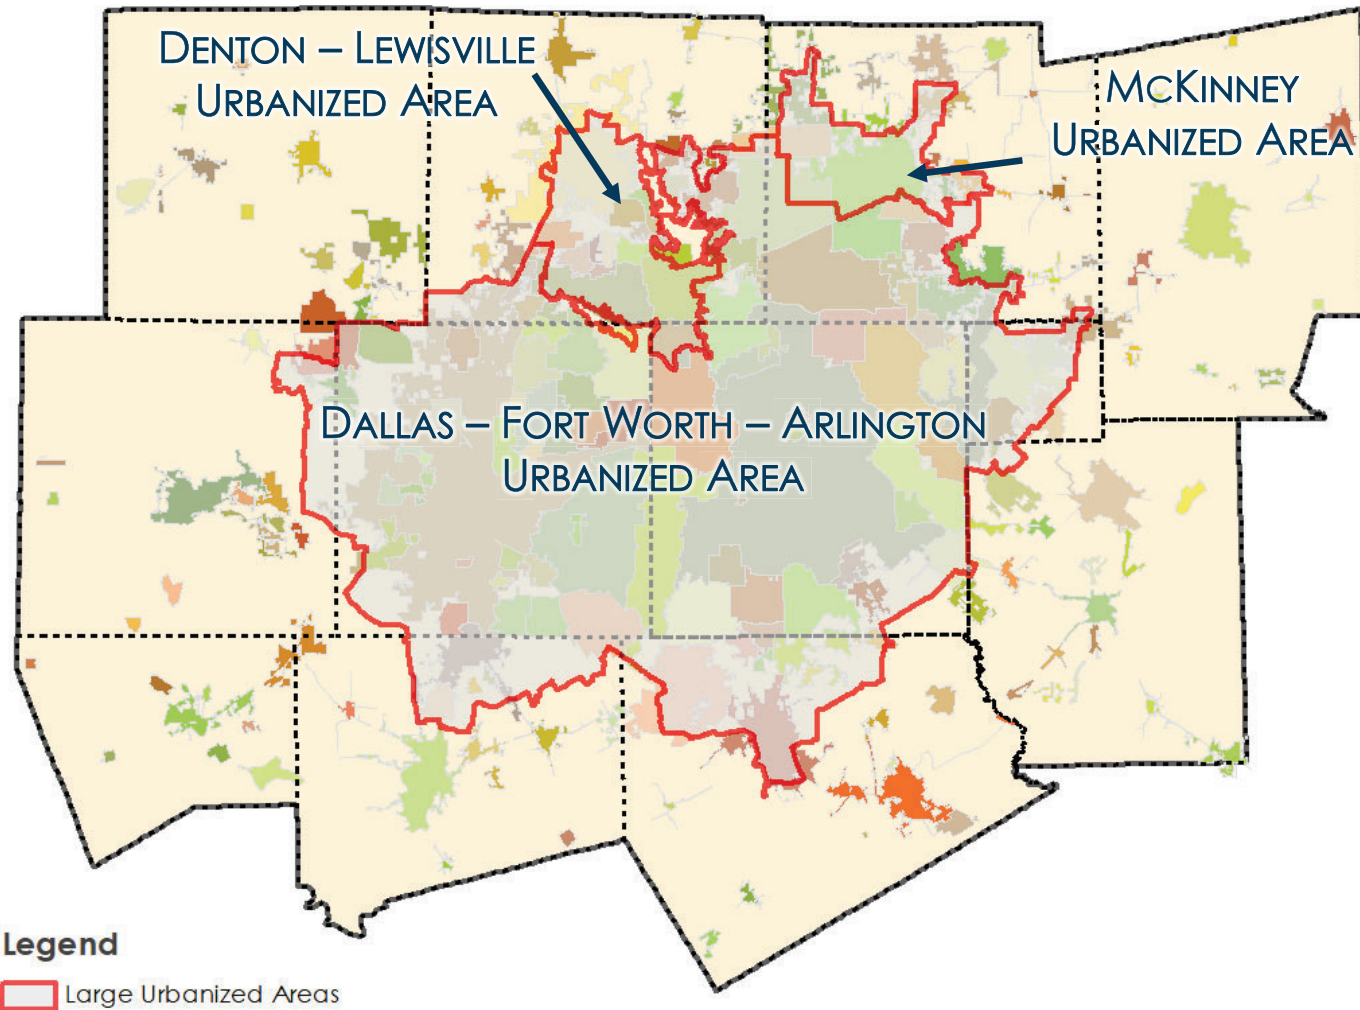 DENTON – LEWISVILLE
URBANIZED AREA
MCKINNEY
URBANIZED AREA
DALLAS – FORT WORTH – ARLINGTON
URBANIZED AREA
Legend
Large Urbanized Areas